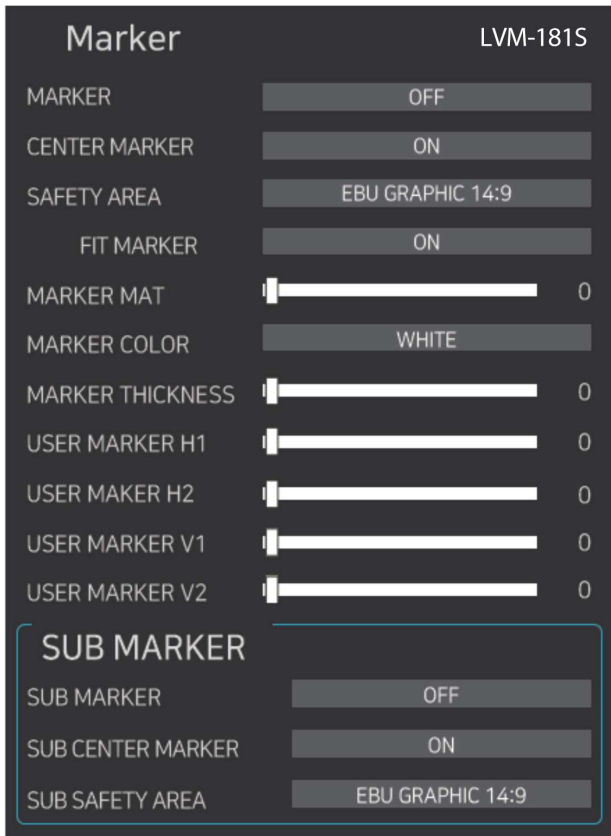 Marker LVM-181S
MARKER OFF
CENTER MARKER ON
SAFETY AREA EBU GRAPHIC 14:9
FIT MARKER ON
MARKER MAT 0
MARKER COLOR WHITE
MARKER THICKNESS 0
USER MARKER H1 0
USER MAKER H2 0
USER MARKER V1 0
USER MARKER V2 0
SUB MARKER
SUB MARKER OFF
SUB CENTER MARKER ON
SUB SAFETY AREA EBU GRAPHIC 14:9